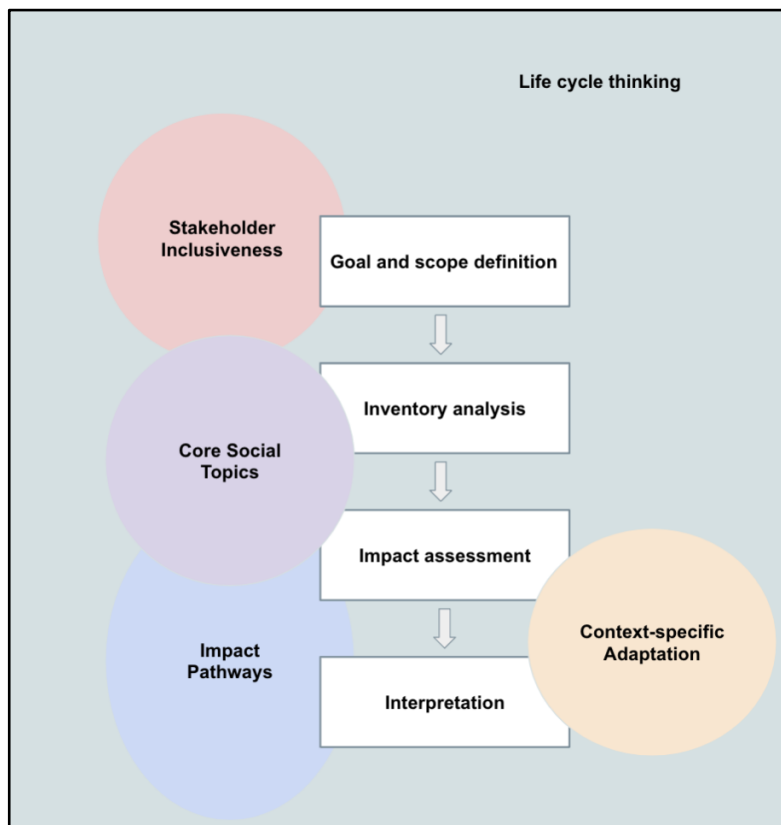 Life cycle thinking
Stakeholder
Inclusiveness
Goal and scope definition
Inventory analysis
Core Social
Topics
Impact assessment
Context-specific
Adaptation
Impact
Pathways
Interpretation